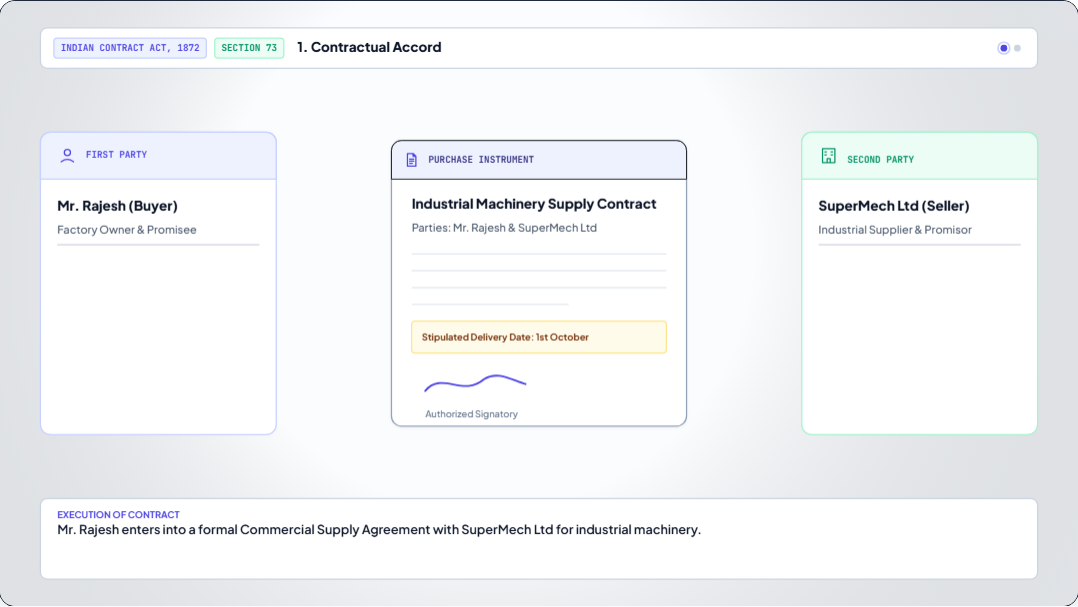 INDIAN CONTRACT ACT, 1872
SECTION 73
1. Contractual Accord
FIRST PARTY
Mr. Rajesh (Buyer)
Factory Owner & Promisee
PURCHASE INSTRUMENT
Industrial Machinery Supply Contract
Parties: Mr. Rajesh & SuperMech Ltd
Stipulated Delivery Date: 1st October
Authorized Signatory
SECOND PARTY
SuperMech Ltd (Seller)
Industrial Supplier & Promisor
EXECUTION OF CONTRACT
Mr. Rajesh enters into a formal Commercial Supply Agreement with SuperMech Ltd for industrial machinery.